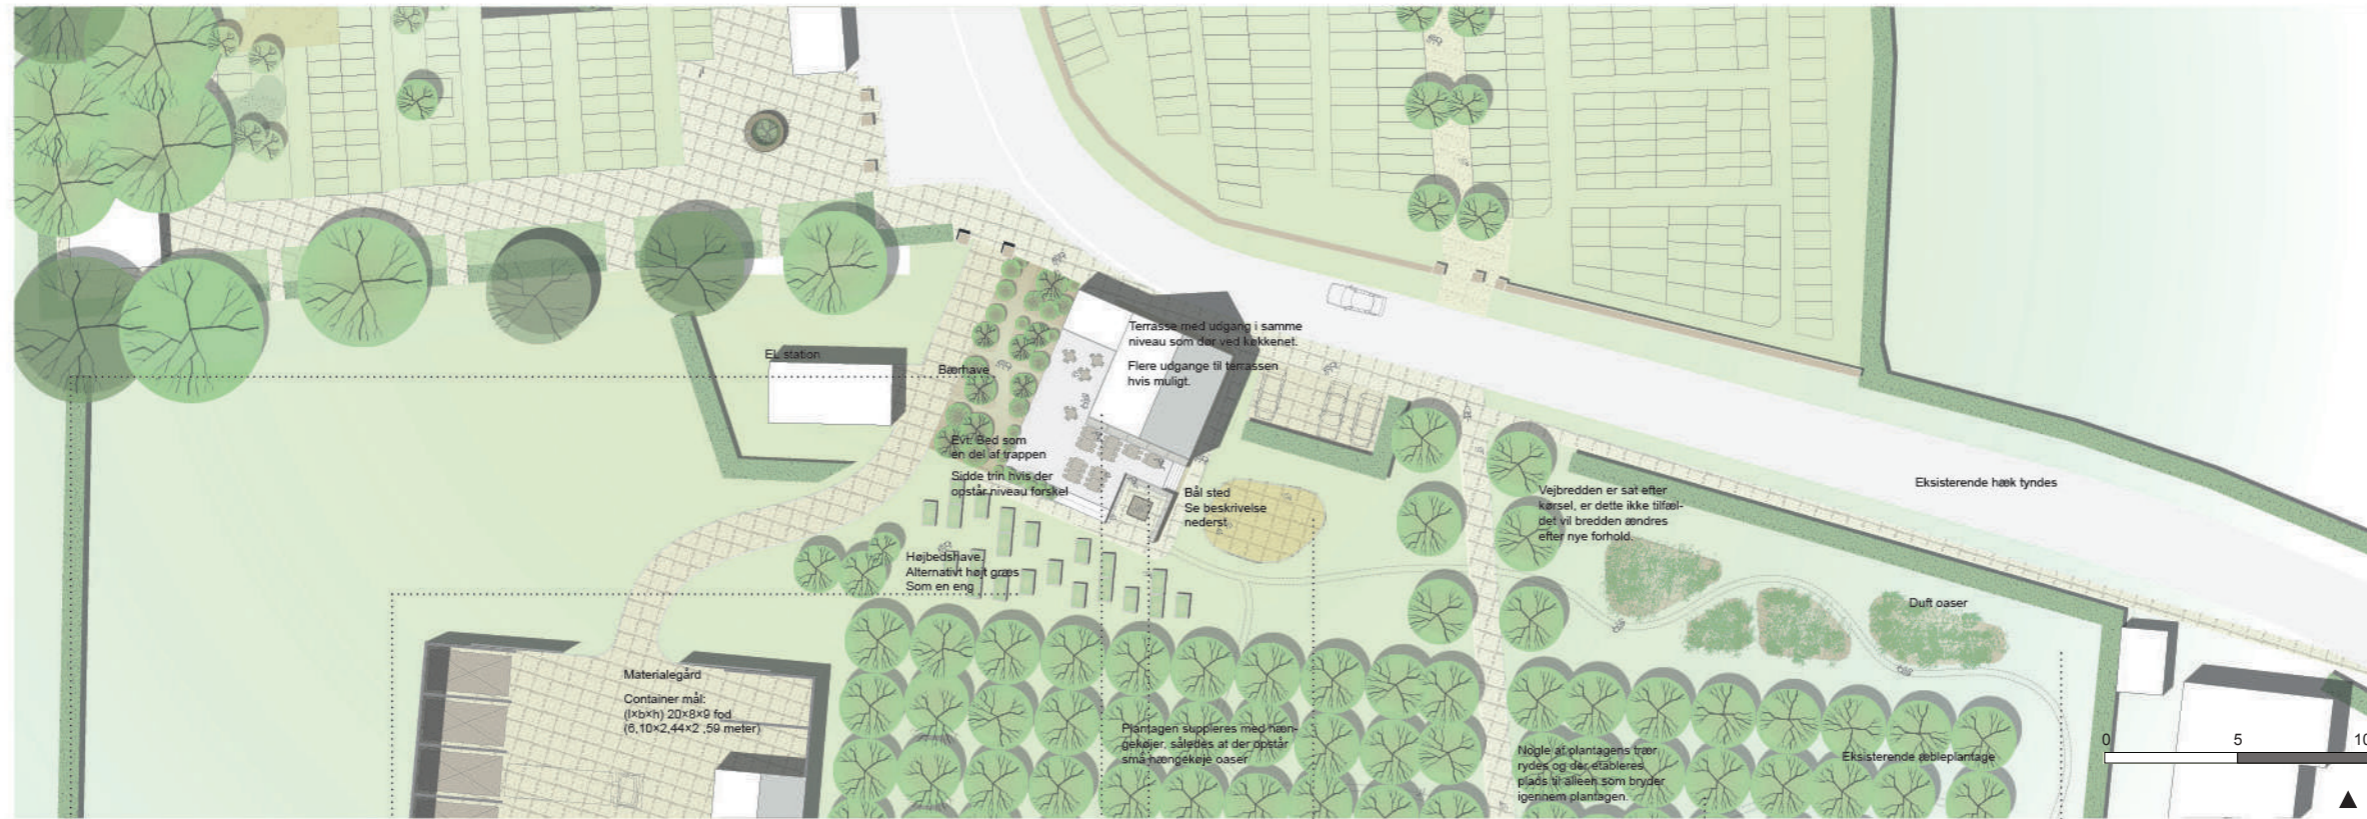 Terrasse med udgang i samme
niveau som dør ved køkkenet.
Flere udgange til terrassen
hvis muligt.
EL station
Bærhave
Evt. Bed som
en del af trappen
Sidde trin hvis der
opstår niveau forskel
Bål sted
Se beskrivelse
nederst
Vejbredden er sat efter
kørsel, er dette ikke tilfæl-
det vil bredden ændres
efter nye forhold.
Eksisterende hæk tyndes
Højbedshave
Alternativt højt græs
Som en eng
Duft oaser
Materialegård
Container mål:
(l×b×h) 20×8×9 fod
(6,10×2,44×2 ,59 meter)
Plantagen suppleres med hæn-
gekøjer, således at der opstår
små hængekøje oaser
Nogle af plantagens trær
rydes og der etableres
plads til alleen som bryder
igennem plantagen.
Eksisterende æbleplantage
0 5 10